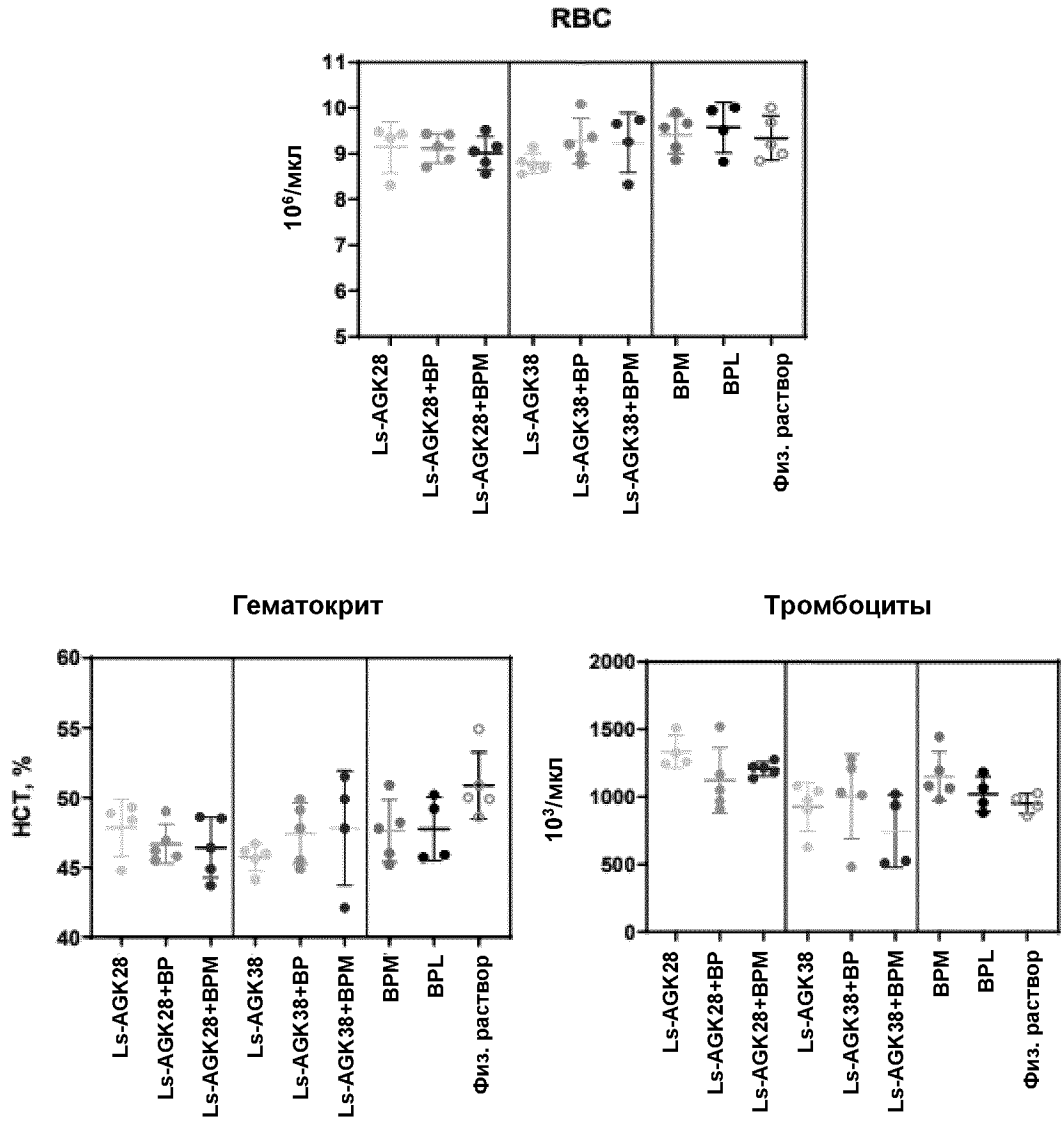 RBC
10⁶/мкл
11
10
9
8
7
6
5
Ls-AGK28
Ls-AGK28+BP
Ls-AGK28+BPM
Ls-AGK38
Ls-AGK38+BP
Ls-AGK38+BPM
BPM
BPL
Физ. раствор
Гематокрит
HCT, %
60
55
50
45
40
Ls-AGK28
Ls-AGK28+BP
Ls-AGK28+BPM
Ls-AGK38
Ls-AGK38+BP
Ls-AGK38+BPM
BPM
BPL
Физ. раствор
Тромбоциты
10³/мкл
2000
1500
1000
500
0
Ls-AGK28
Ls-AGK28+BP
Ls-AGK28+BPM
Ls-AGK38
Ls-AGK38+BP
Ls-AGK38+BPM
BPM
BPL
Физ. раствор